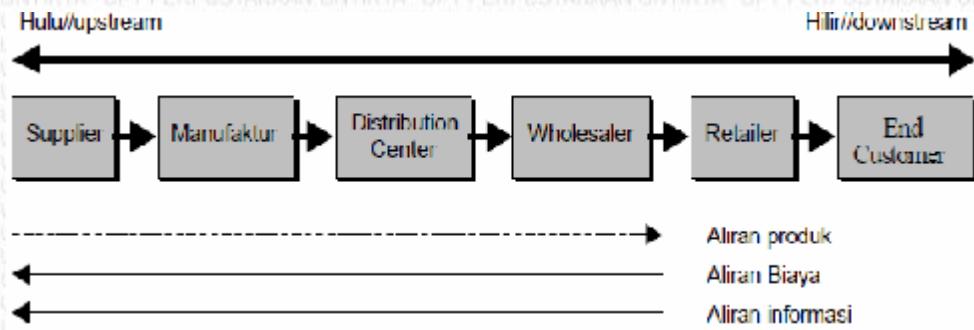 Hulu//upstream
Hilir//downstream
Supplier
Manufaktur
Distribution
Center
Wholesaler
Retailer
End
Customer
Aliran produk
Aliran Biaya
Aliran informasi